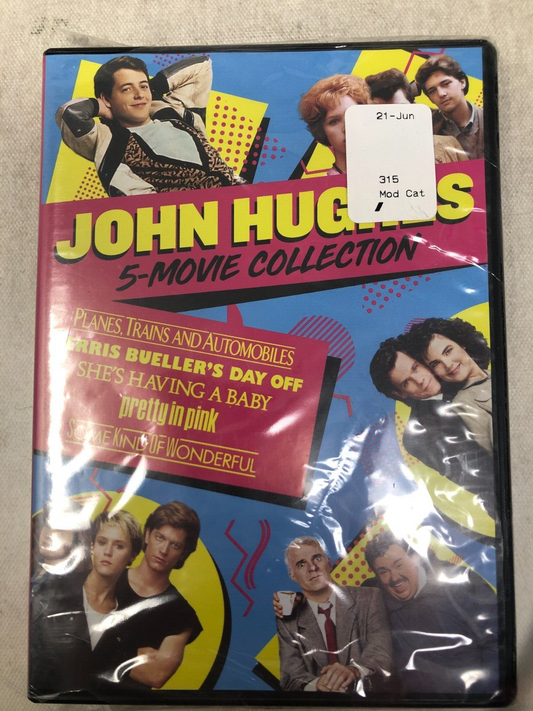 21-Jun
315
Mod Cat
JOHN HUGHES
5-MOVIE COLLECTION
PLANES, TRAINS AND AUTOMOBILES
FERRIS BUELLER'S DAY OFF
SHE'S HAVING A BABY
pretty in pink
SOME KIND OF WONDERFUL